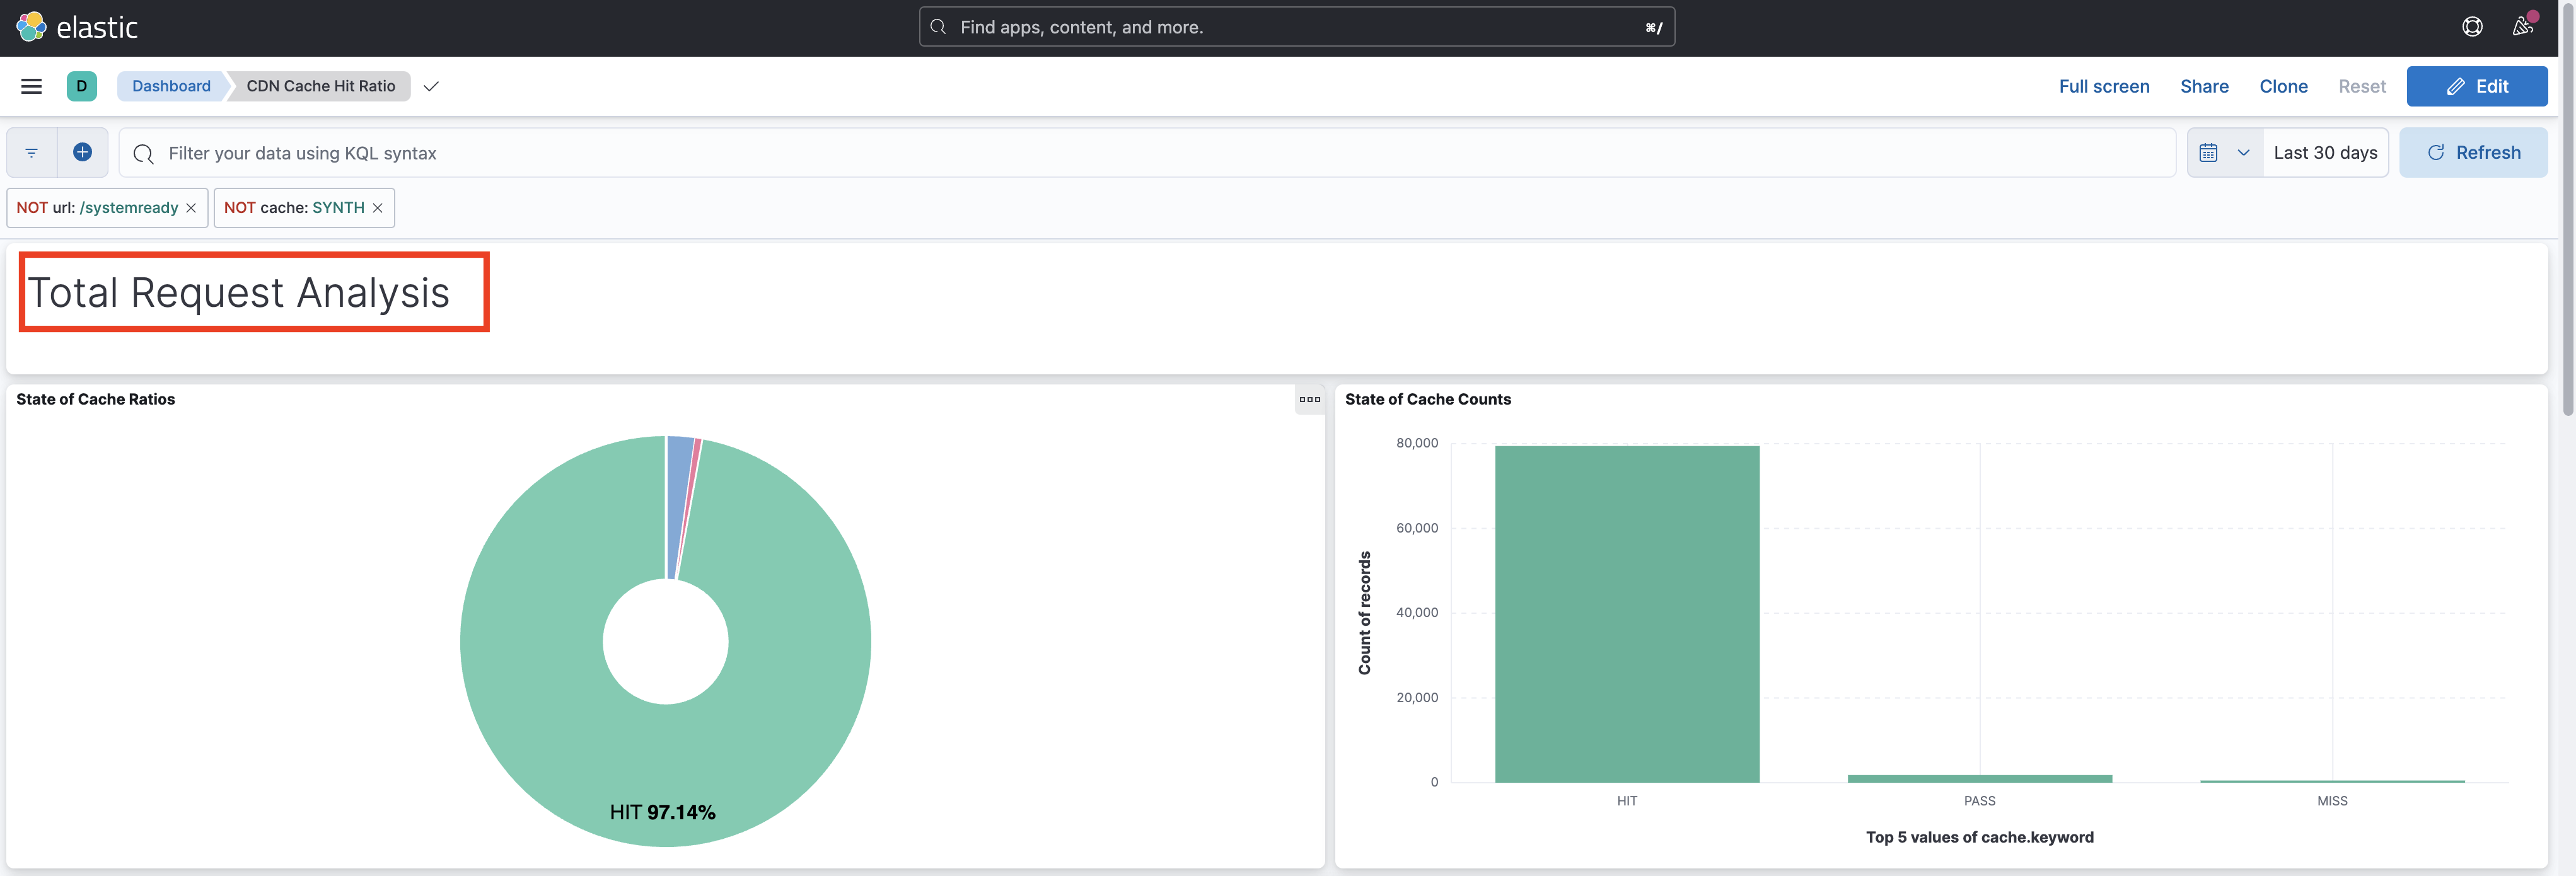 elastic
Find apps, content, and more.
⌘/
D
Dashboard
CDN Cache Hit Ratio
Full screen
Share
Clone
Reset
Edit
Filter your data using KQL syntax
Last 30 days
Refresh
NOT url: /systemready
NOT cache: SYNTH
Total Request Analysis
State of Cache Ratios
HIT 97.14%
State of Cache Counts
Count of records
80,000
60,000
40,000
20,000
0
HIT
PASS
MISS
Top 5 values of cache.keyword